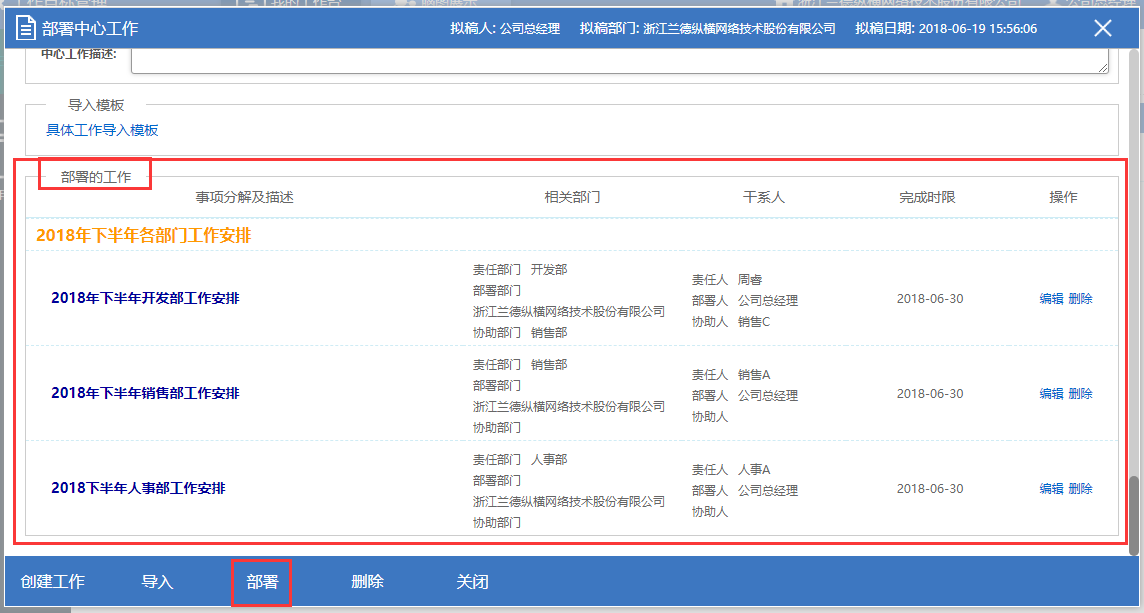 部署中心工作 拟稿人: 公司总经理 拟稿部门: 浙江兰德纵横网络技术股份有限公司 拟稿日期: 2018-06-19 15:56:06
中心工作描述:
导入模板
具体工作导入模板
部署的工作
事项分解及描述 相关部门 干系人 完成时限 操作
2018年下半年各部门工作安排
2018年下半年开发部工作安排
责任部门 开发部
部署部门
浙江兰德纵横网络技术股份有限公司
协助部门 销售部
责任人 周睿
部署人 公司总经理
协助人 销售C
2018-06-30
编辑 删除
2018年下半年销售部工作安排
责任部门 销售部
部署部门
浙江兰德纵横网络技术股份有限公司
协助部门
责任人 销售A
部署人 公司总经理
协助人
2018-06-30
编辑 删除
2018下半年人事部工作安排
责任部门 人事部
部署部门
浙江兰德纵横网络技术股份有限公司
协助部门
责任人 人事A
部署人 公司总经理
协助人
2018-06-30
编辑 删除
创建工作 导入 部署 删除 关闭